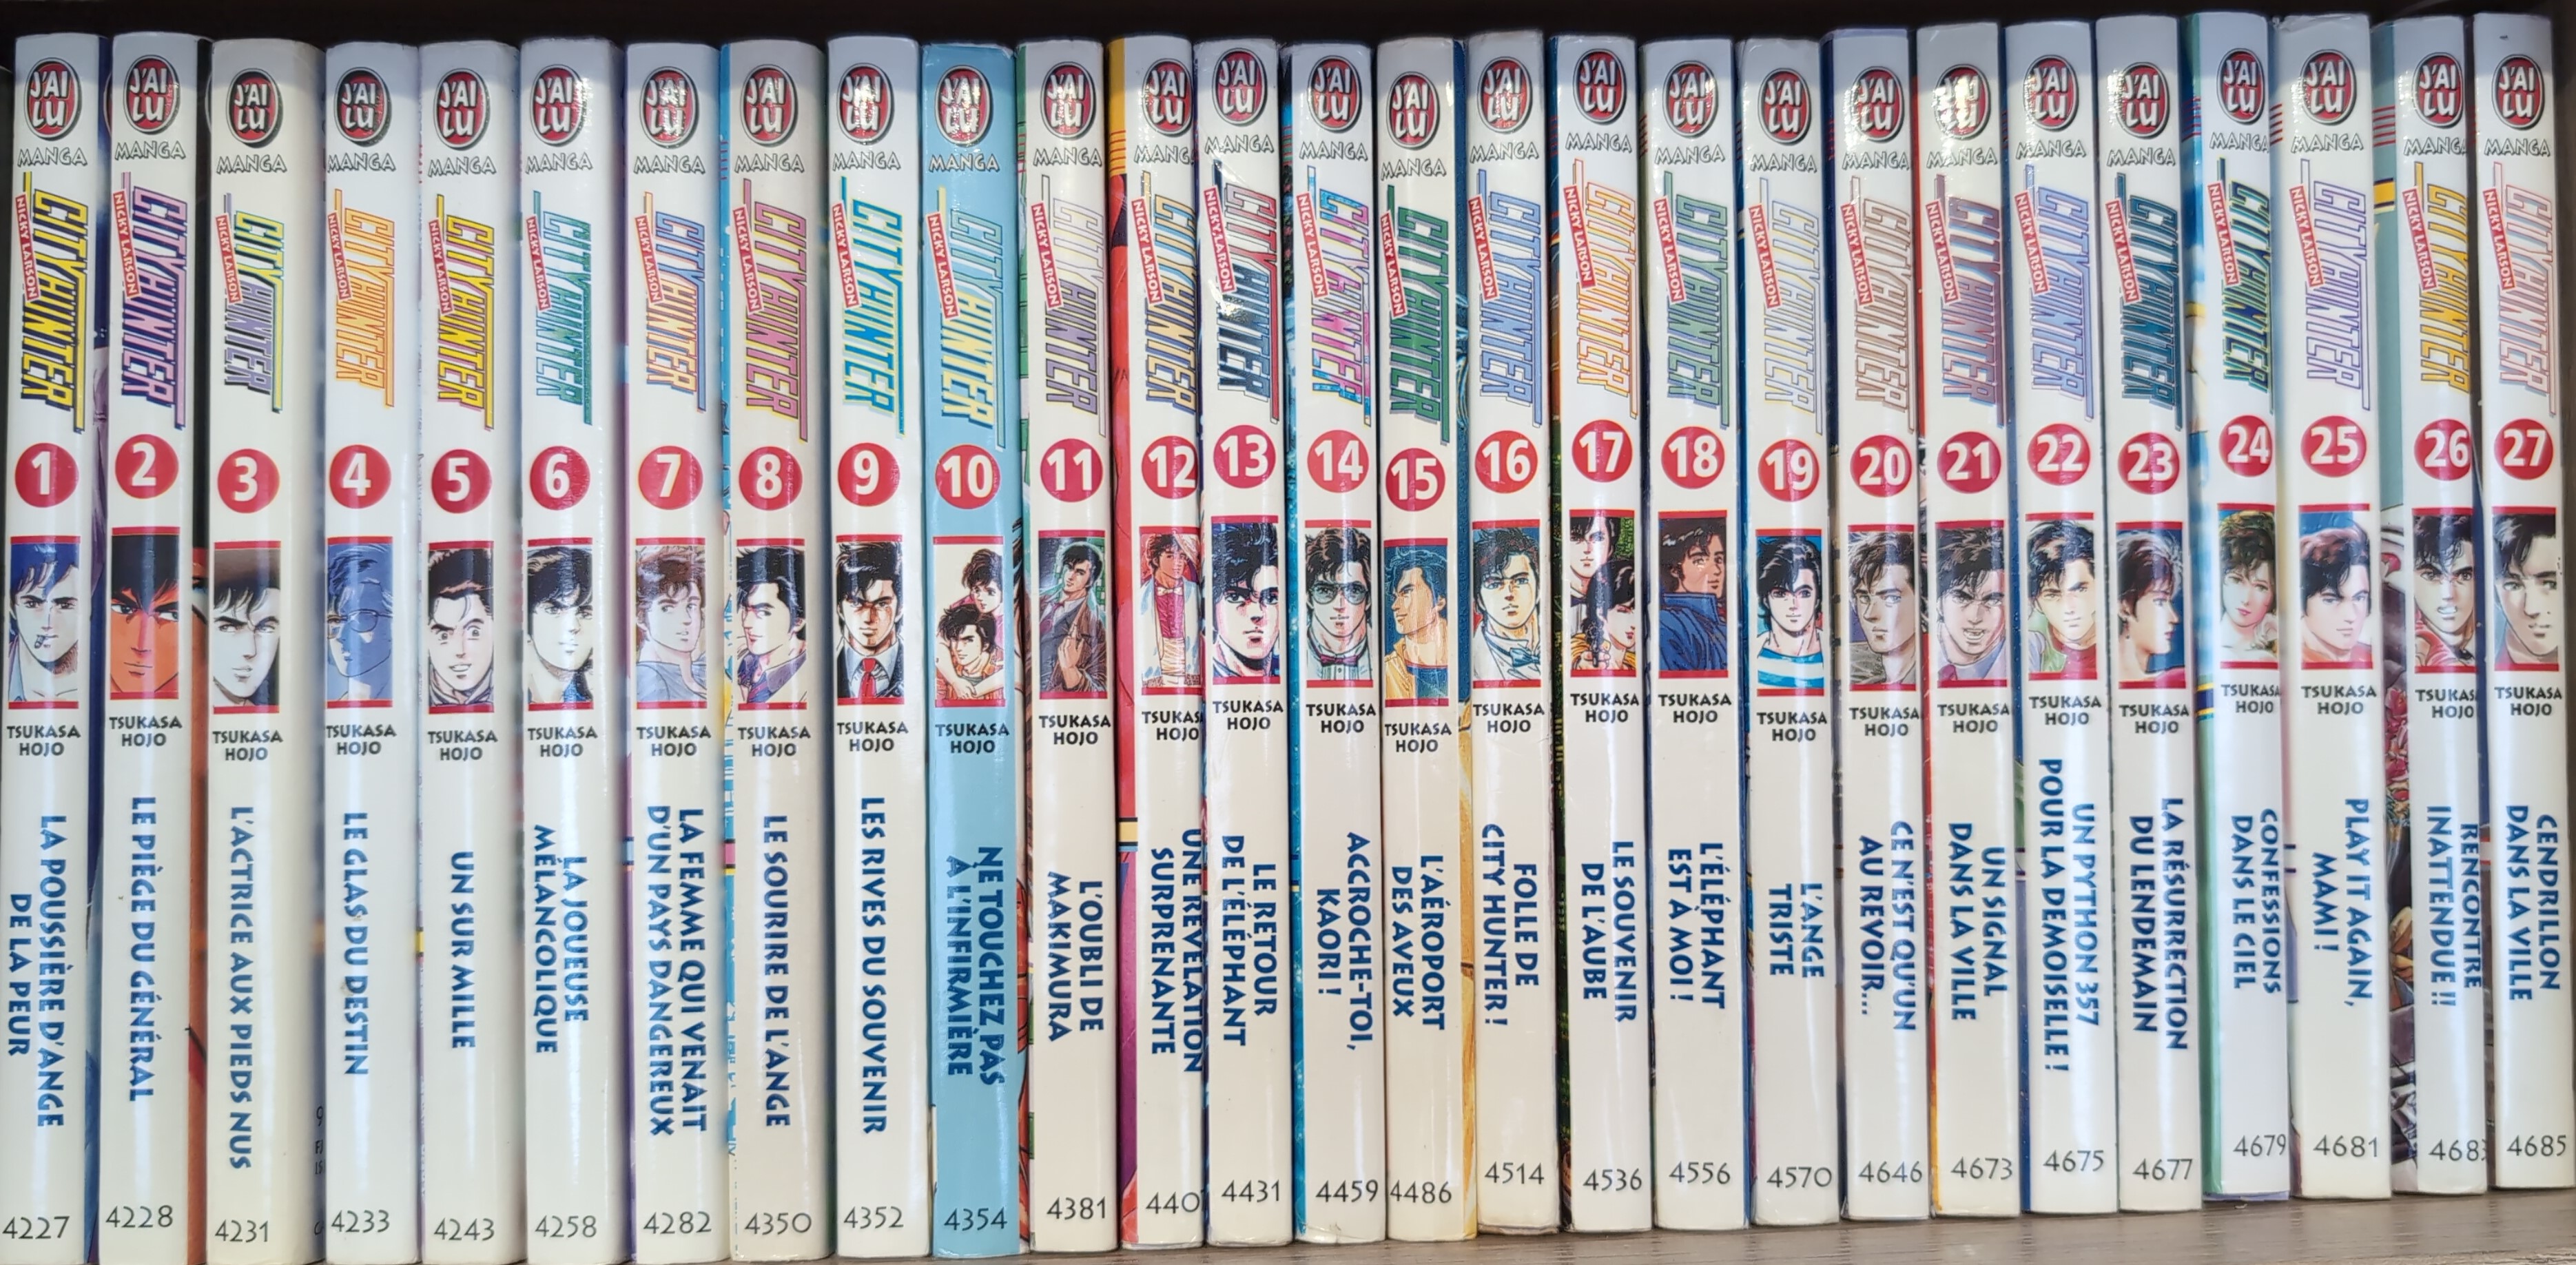 J'AI
LU
MANGA
CITY HUNTER
NICKY LARSON
1
TSUKASA
HOJO
LA POUSSIÈRE D'ANGE
DE LA PEUR
4227
J'AI
LU
MANGA
CITY HUNTER
NICKY LARSON
2
TSUKASA
HOJO
LE PIÈGE DU GÉNÉRAL
4228
J'AI
LU
MANGA
CITY HUNTER
NICKY LARSON
3
TSUKASA
HOJO
L'ACTRICE AUX PIEDS NUS
4231
J'AI
LU
MANGA
CITY HUNTER
NICKY LARSON
4
TSUKASA
HOJO
LE GLAS DU DESTIN
4233
J'AI
LU
MANGA
CITY HUNTER
NICKY LARSON
5
TSUKASA
HOJO
UN SUR MILLE
4243
J'AI
LU
MANGA
CITY HUNTER
NICKY LARSON
6
TSUKASA
HOJO
LA JOUEUSE
MÉLANCOLIQUE
4258
J'AI
LU
MANGA
CITY HUNTER
NICKY LARSON
7
TSUKASA
HOJO
LA FEMME QUI VENAIT
D'UN PAYS DANGEREUX
4282
J'AI
LU
MANGA
CITY HUNTER
NICKY LARSON
8
TSUKASA
HOJO
LE SOURIRE DE L'ANGE
4350
J'AI
LU
MANGA
CITY HUNTER
NICKY LARSON
9
TSUKASA
HOJO
LES RIVES DU SOUVENIR
4352
J'AI
LU
MANGA
CITY HUNTER
NICKY LARSON
10
TSUKASA
HOJO
NE TOUCHEZ PAS
À L'INFIRMIÈRE
4354
J'AI
LU
MANGA
CITY HUNTER
NICKY LARSON
11
TSUKASA
HOJO
L'OUBLI DE
MAKIMURA
4381
J'AI
LU
MANGA
CITY HUNTER
NICKY LARSON
12
TSUKASA
HOJO
UNE RÉVÉLATION
SURPRENANTE
440
J'AI
LU
MANGA
CITY HUNTER
NICKY LARSON
13
TSUKASA
HOJO
LE RETOUR
DE L'ÉLÉPHANT
4431
J'AI
LU
MANGA
CITY HUNTER
NICKY LARSON
14
TSUKASA
HOJO
ACCROCHE-TOI,
KAORI !
4459
J'AI
LU
MANGA
CITY HUNTER
NICKY LARSON
15
TSUKASA
HOJO
L'AÉROPORT
DES AVEUX
4486
J'AI
LU
MANGA
CITY HUNTER
NICKY LARSON
16
TSUKASA
HOJO
FOLLE DE
CITY HUNTER !
4514
J'AI
LU
MANGA
CITY HUNTER
NICKY LARSON
17
TSUKASA
HOJO
LE SOUVENIR
DE L'AUBE
4536
J'AI
LU
MANGA
CITY HUNTER
NICKY LARSON
18
TSUKASA
HOJO
L'ÉLÉPHANT
EST À MOI !
4556
J'AI
LU
MANGA
CITY HUNTER
NICKY LARSON
19
TSUKASA
HOJO
L'ANGE
TRISTE
4570
J'AI
LU
MANGA
CITY HUNTER
NICKY LARSON
20
TSUKASA
HOJO
CE N'EST QU'UN
AU REVOIR...
4646
J'AI
LU
MANGA
CITY HUNTER
NICKY LARSON
21
TSUKASA
HOJO
UN SIGNAL
DANS LA VILLE
4673
J'AI
LU
MANGA
CITY HUNTER
NICKY LARSON
22
TSUKASA
HOJO
UN PYTHON 357
POUR LA DEMOISELLE !
4675
J'AI
LU
MANGA
CITY HUNTER
NICKY LARSON
23
TSUKASA
HOJO
LA RÉSURRECTION
DU LENDEMAIN
4677
J'AI
LU
MANGA
CITY HUNTER
NICKY LARSON
24
TSUKASA
HOJO
CONFESSIONS
DANS LE CIEL
4679
J'AI
LU
MANGA
CITY HUNTER
NICKY LARSON
25
TSUKASA
HOJO
PLAY IT AGAIN,
MAMI !
4681
J'AI
LU
MANGA
CITY HUNTER
NICKY LARSON
26
TSUKASA
HOJO
RENCONTRE
INATTENDUE !!
4683
J'AI
LU
MANGA
CITY HUNTER
NICKY LARSON
27
TSUKASA
HOJO
CENDRILLON
DANS LA VILLE
4685